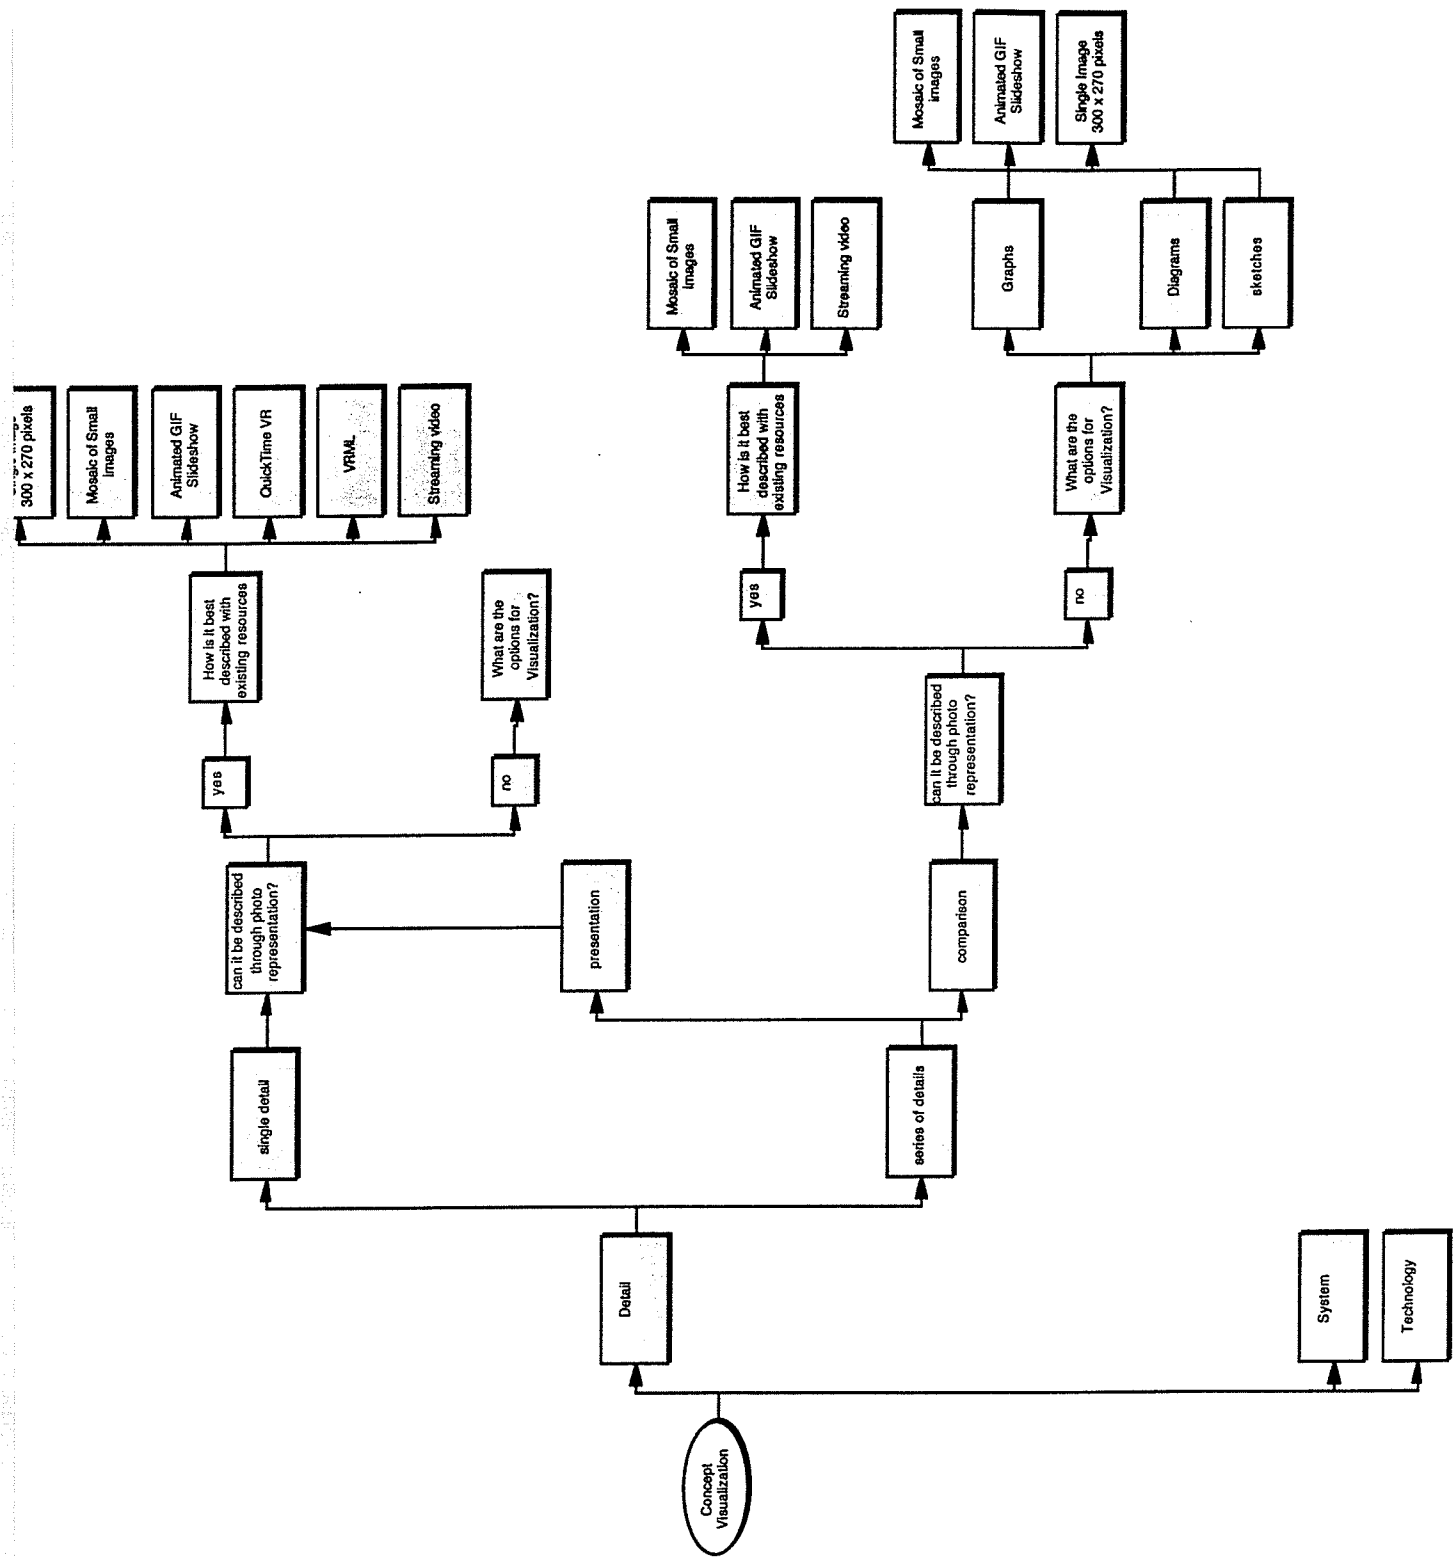 Concept
Visualization
Detail
System
Technology
single detail
series of details
can it be described
through photo
representation?
presentation
comparison
yes
no
How is it best
described with
existing resources
What are the
options for
Visualization?
300 x 270 pixels
Mosaic of Small
Images
Animated GIF
Slideshow
QuickTime VR
VRML
Streaming video
can it be described
through photo
representation?
yes
no
How is it best
described with
existing resources
What are the
options for
Visualization?
Mosaic of Small
Images
Animated GIF
Slideshow
Streaming video
Graphs
Diagrams
sketches
Mosaic of Small
images
Animated GIF
Slideshow
Single Image
300 x 270 pixels